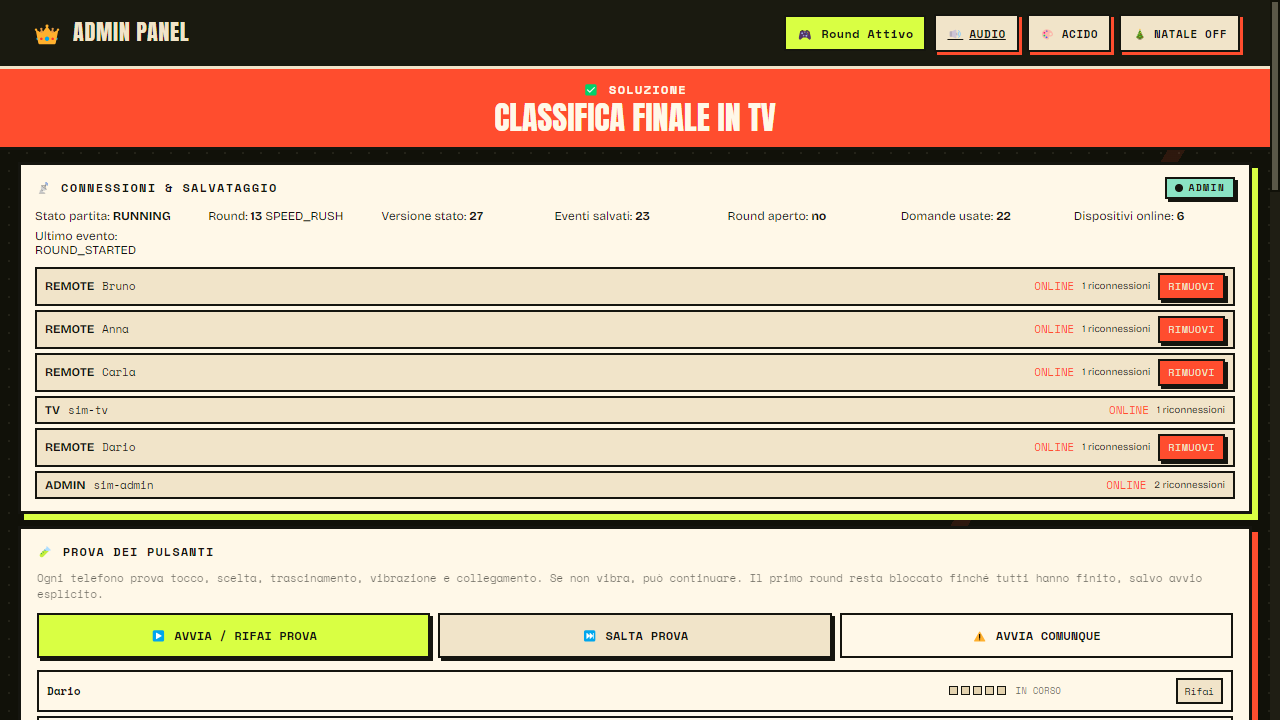 👑 ADMIN PANEL
🎮 Round Attivo
🔊 AUDIO
ACIDO
🎄 NATALE OFF
✅ SOLUZIONE
CLASSIFICA FINALE IN TV
CONNESSIONI & SALVATAGGIO
ADMIN
Stato partita: RUNNING
Round: 13 SPEED_RUSH
Versione stato: 27
Eventi salvati: 23
Round aperto: no
Domande usate: 22
Dispositivi online: 6
Ultimo evento:
ROUND_STARTED
REMOTE Bruno ONLINE 1 riconnessioni RIMUOVI
REMOTE Anna ONLINE 1 riconnessioni RIMUOVI
REMOTE Carla ONLINE 1 riconnessioni RIMUOVI
TV sim-tv ONLINE 1 riconnessioni
REMOTE Dario ONLINE 1 riconnessioni RIMUOVI
ADMIN sim-admin ONLINE 2 riconnessioni
PROVA DEI PULSANTI
Ogni telefono prova tocco, scelta, trascinamento, vibrazione e collegamento. Se non vibra, può continuare. Il primo round resta bloccato finché tutti hanno finito, salvo avvio
esplicito.
▶️ AVVIA / RIFAI PROVA
⏭️ SALTA PROVA
⚠️ AVVIA COMUNQUE
Dario IN CORSO Rifai